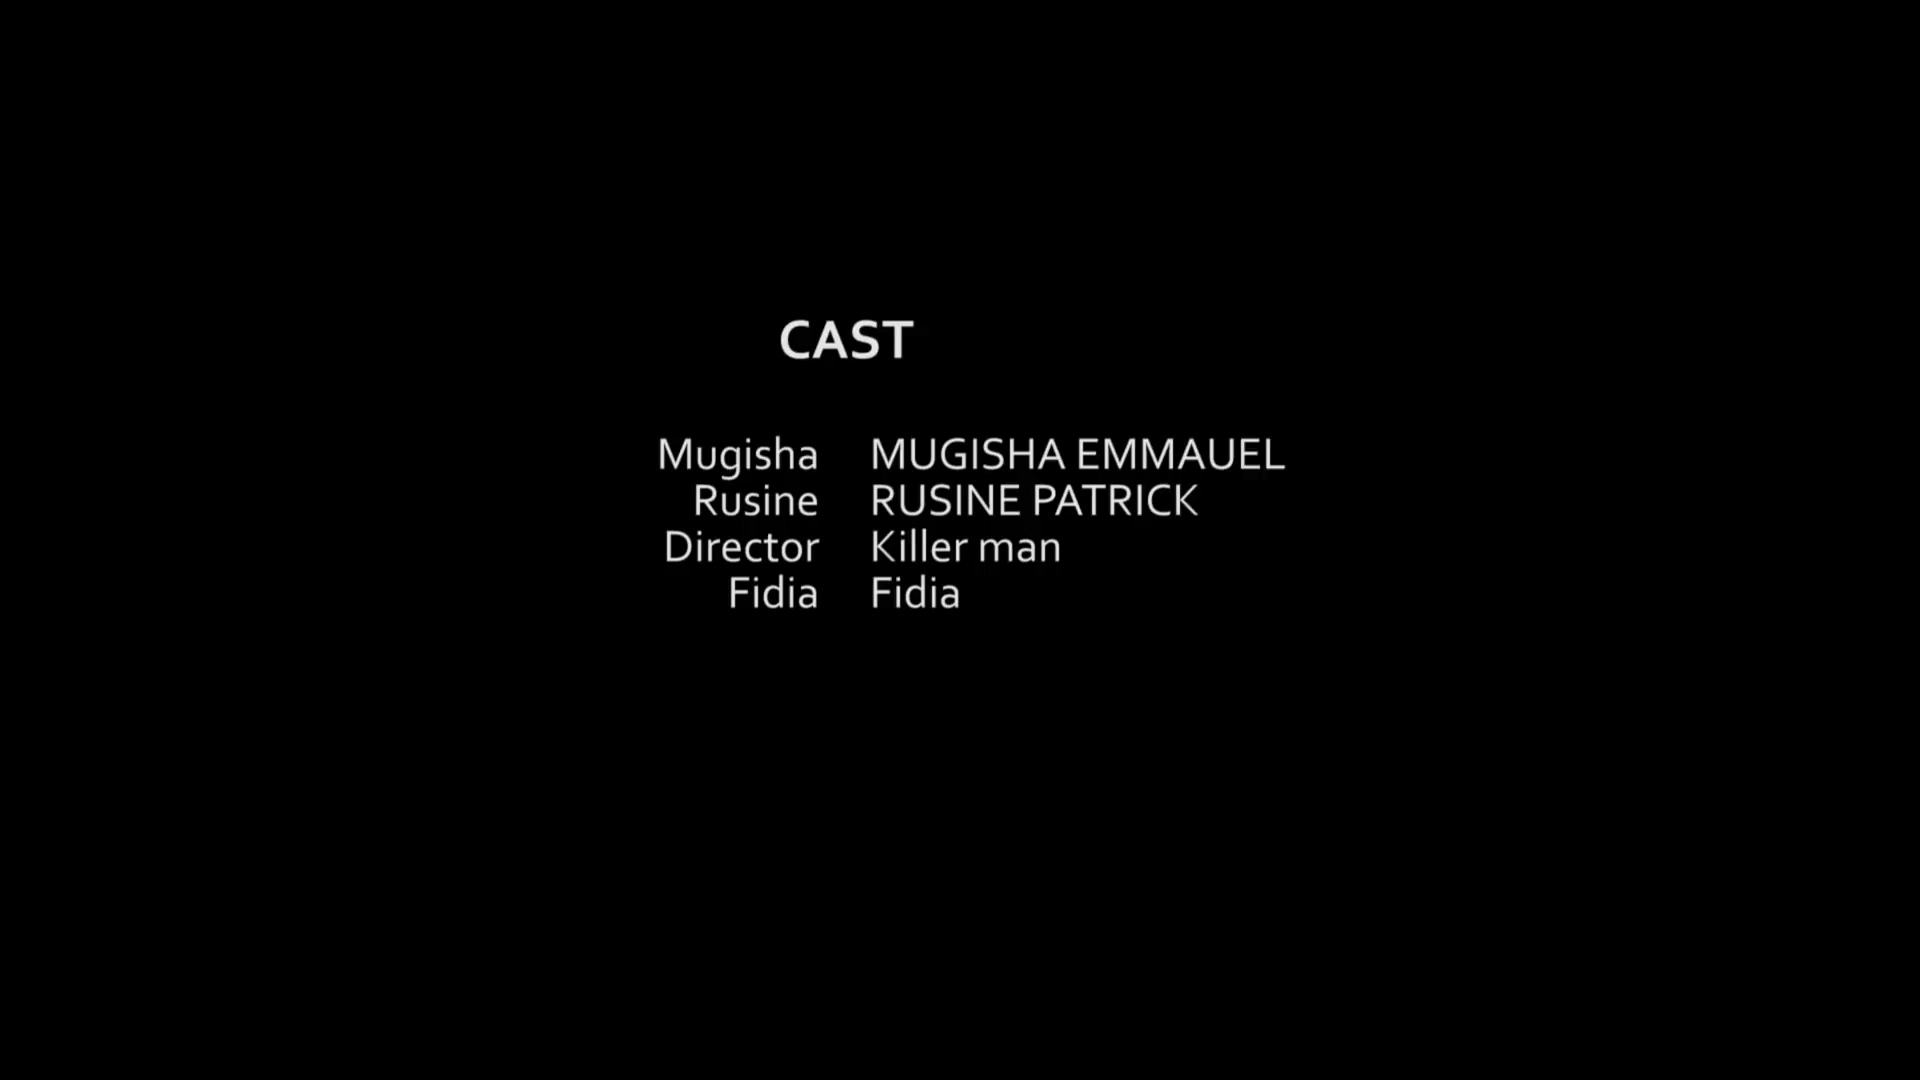 CAST
Mugisha MUGISHA EMMAUEL
Rusine RUSINE PATRICK
Director Killer man
Fidia Fidia